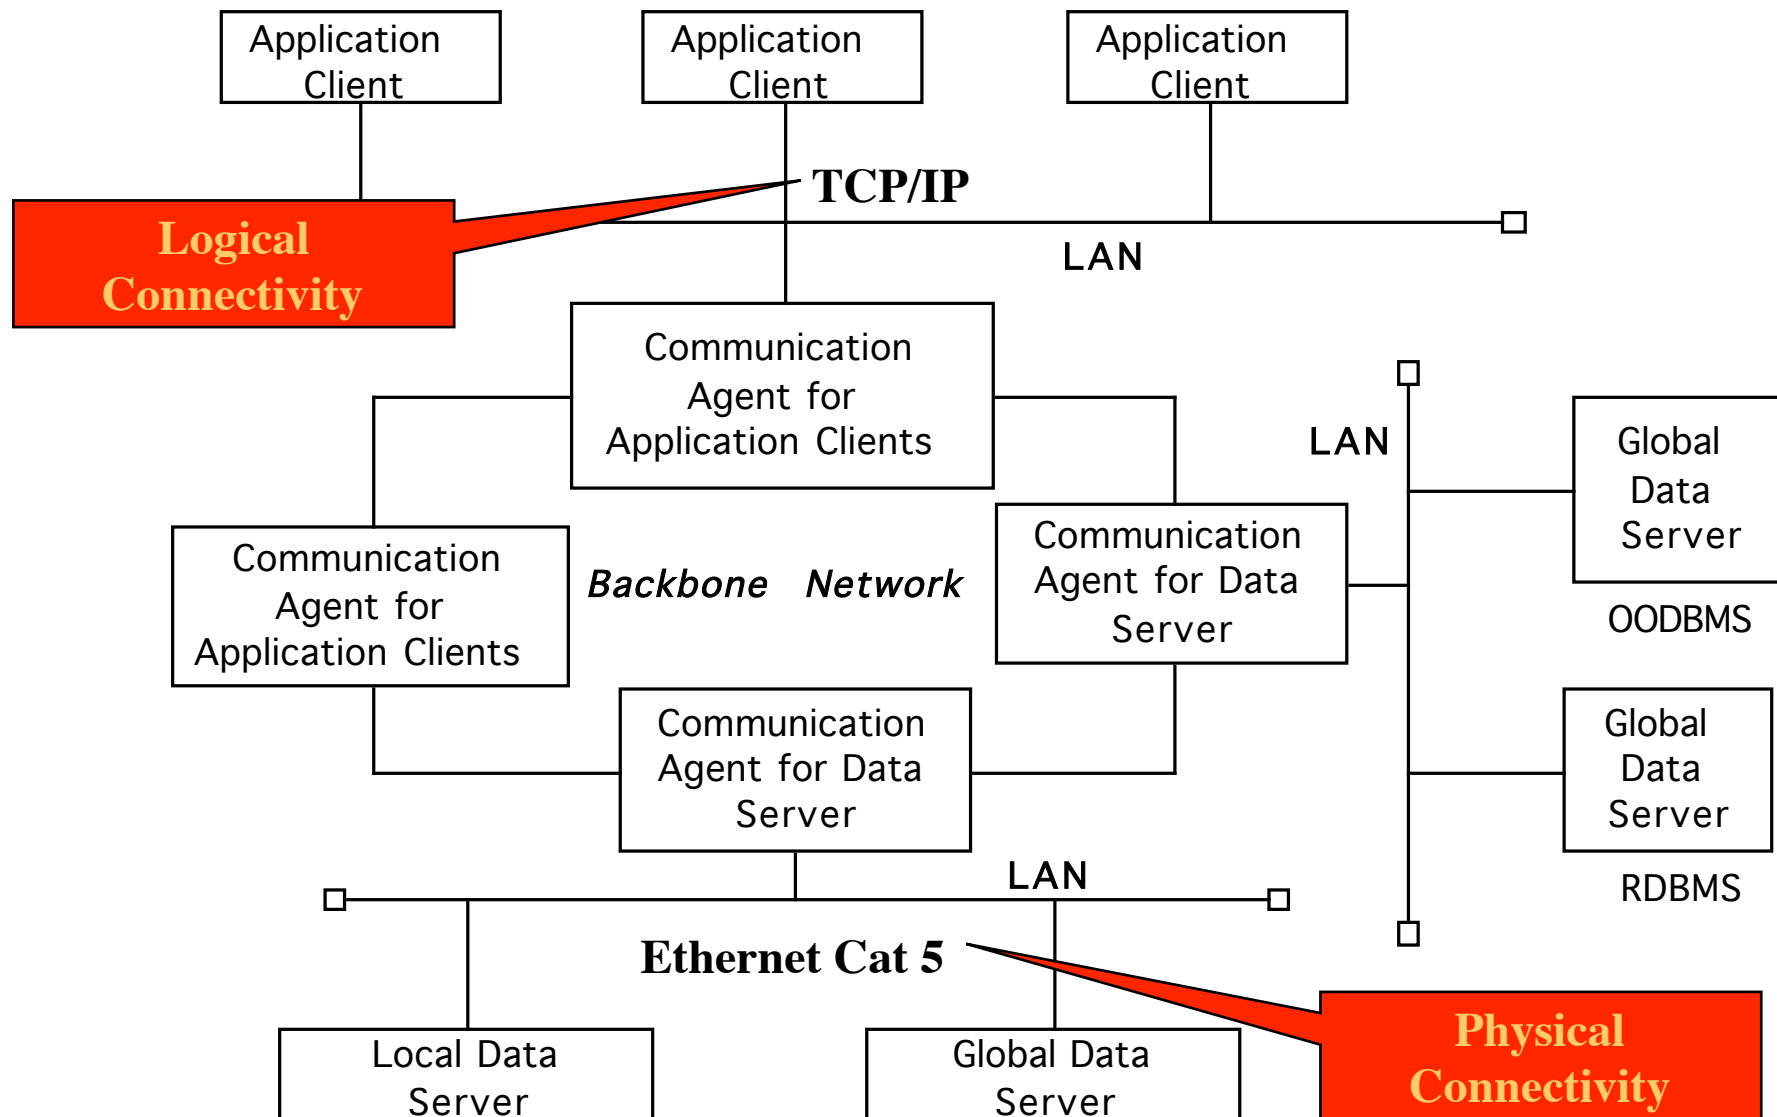 Application
Client
Application
Client
Application
Client
TCP/IP
Logical
Connectivity
LAN
Communication
Agent for
Application Clients
LAN
Global
Data
Server
OODBMS
Communication
Agent for
Application Clients
Backbone Network
Communication
Agent for Data
Server
Communication
Agent for Data
Server
Global
Data
Server
RDBMS
LAN
Ethernet Cat 5
Physical
Connectivity
Local Data
Server
Global Data
Server